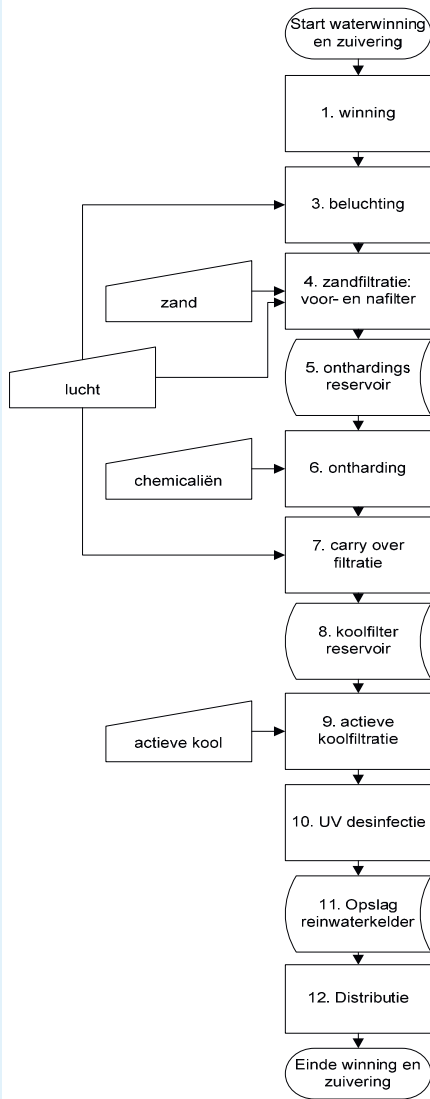 Start waterwinning
en zuivering
1. winning
3. beluchting
zand
4. zandfiltratie:
voor- en nafilter
lucht
5. onthardings
reservoir
chemicaliën
6. ontharding
7. carry over
filtratie
8. koolfilter
reservoir
actieve kool
9. actieve
koolfiltratie
10. UV desinfectie
11. Opslag
reinwaterkelder
12. Distributie
Einde winning en
zuivering